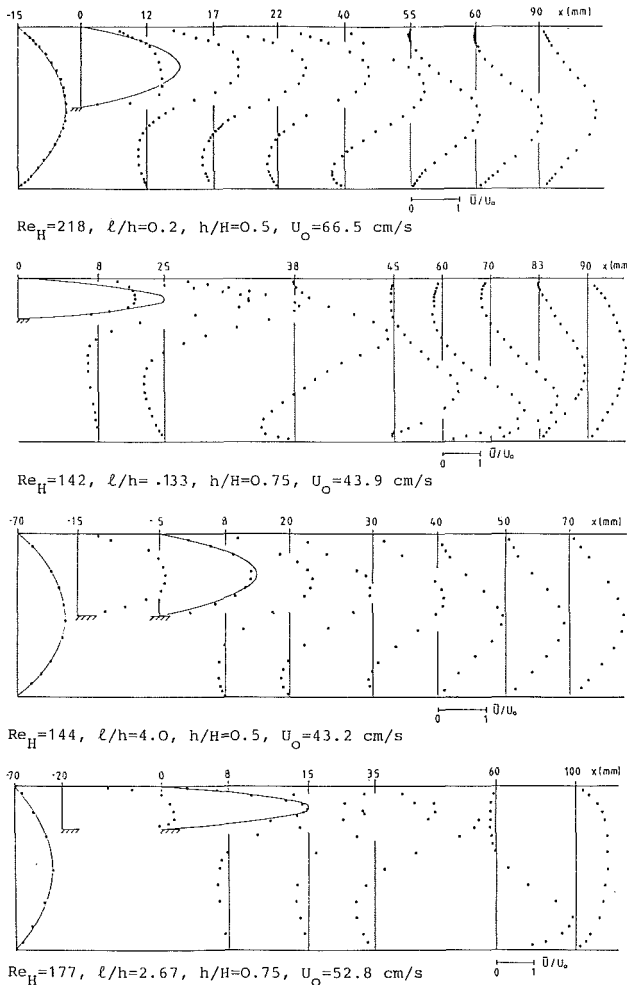 -15 0 12 17 22 40 55 60 90 x (mm)
0 1 Ū/U₀
Re_H=218, ℓ/h=0.2, h/H=0.5, U_O=66.5 cm/s
0 8 25 38 45 60 70 83 90 x (mm)
0 1 Ū/U₀
Re_H=142, ℓ/h= .133, h/H=0.75, U_O=43.9 cm/s
-70 -15 -5 8 20 30 40 50 70 x (mm)
0 1 Ū/U₀
Re_H=144, ℓ/h=4.0, h/H=0.5, U_O=43.2 cm/s
-70 -20 0 8 15 35 60 100 x (mm)
0 1 Ū/U₀
Re_H=177, ℓ/h=2.67, h/H=0.75, U_O=52.8 cm/s